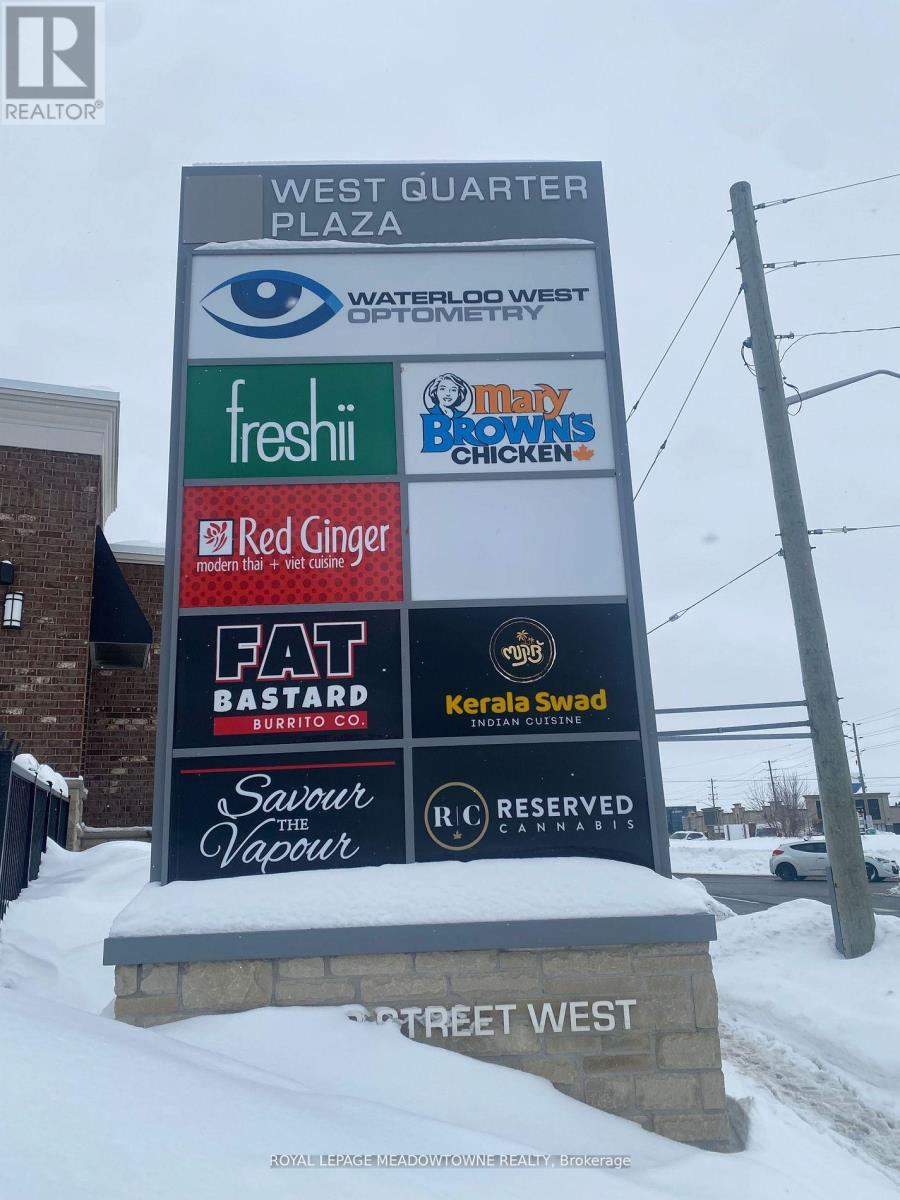 R
REALTOR®
WEST QUARTER
PLAZA
WATERLOO WEST
OPTOMETRY
freshii
mary
BROWN'S
CHICKEN
Red Ginger
modern thai + viet cuisine
FAT
BASTARD
BURRITO CO.
സ്വാദ്
Kerala Swad
INDIAN CUISINE
Savour
THE
Vapour
R|C
RESERVED
CANNABIS
STREET WEST
ROYAL LEPAGE MEADOWTOWNE REALTY, Brokerage